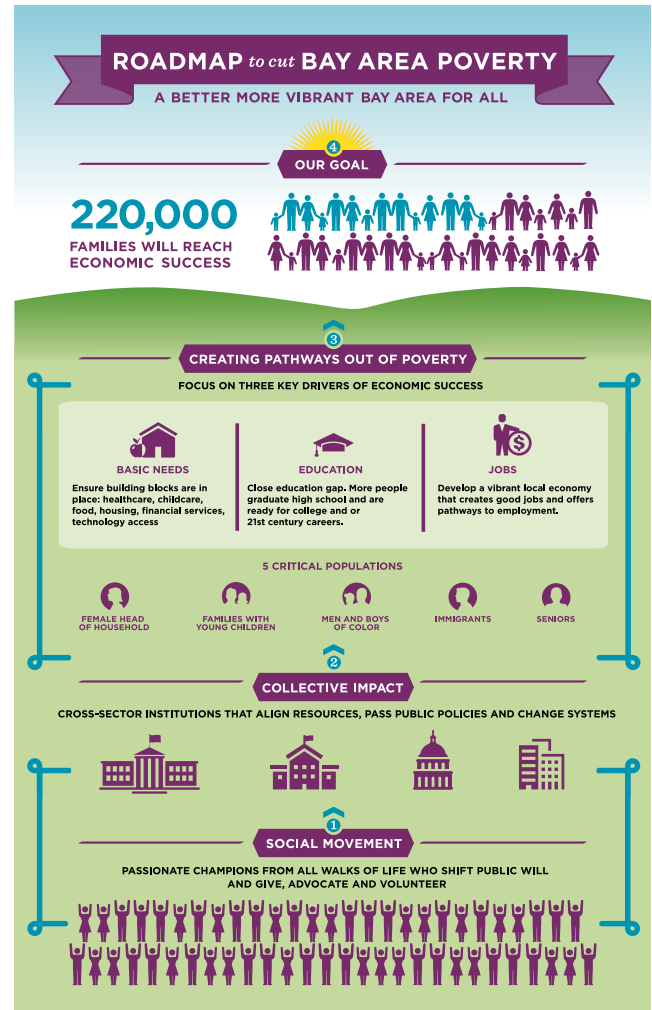 ROADMAP to cut BAY AREA POVERTY
A BETTER MORE VIBRANT BAY AREA FOR ALL
4
OUR GOAL
220,000
FAMILIES WILL REACH
ECONOMIC SUCCESS
3
CREATING PATHWAYS OUT OF POVERTY
FOCUS ON THREE KEY DRIVERS OF ECONOMIC SUCCESS
BASIC NEEDS
Ensure building blocks are in
place: healthcare, childcare,
food, housing, financial services,
technology access
EDUCATION
Close education gap. More people
graduate high school and are
ready for college and or
21st century careers.
$
JOBS
Develop a vibrant local economy
that creates good jobs and offers
pathways to employment.
5 CRITICAL POPULATIONS
FEMALE HEAD
OF HOUSEHOLD
FAMILIES WITH
YOUNG CHILDREN
MEN AND BOYS
OF COLOR
IMMIGRANTS
SENIORS
2
COLLECTIVE IMPACT
CROSS-SECTOR INSTITUTIONS THAT ALIGN RESOURCES, PASS PUBLIC POLICIES AND CHANGE SYSTEMS
1
SOCIAL MOVEMENT
PASSIONATE CHAMPIONS FROM ALL WALKS OF LIFE WHO SHIFT PUBLIC WILL
AND GIVE, ADVOCATE AND VOLUNTEER